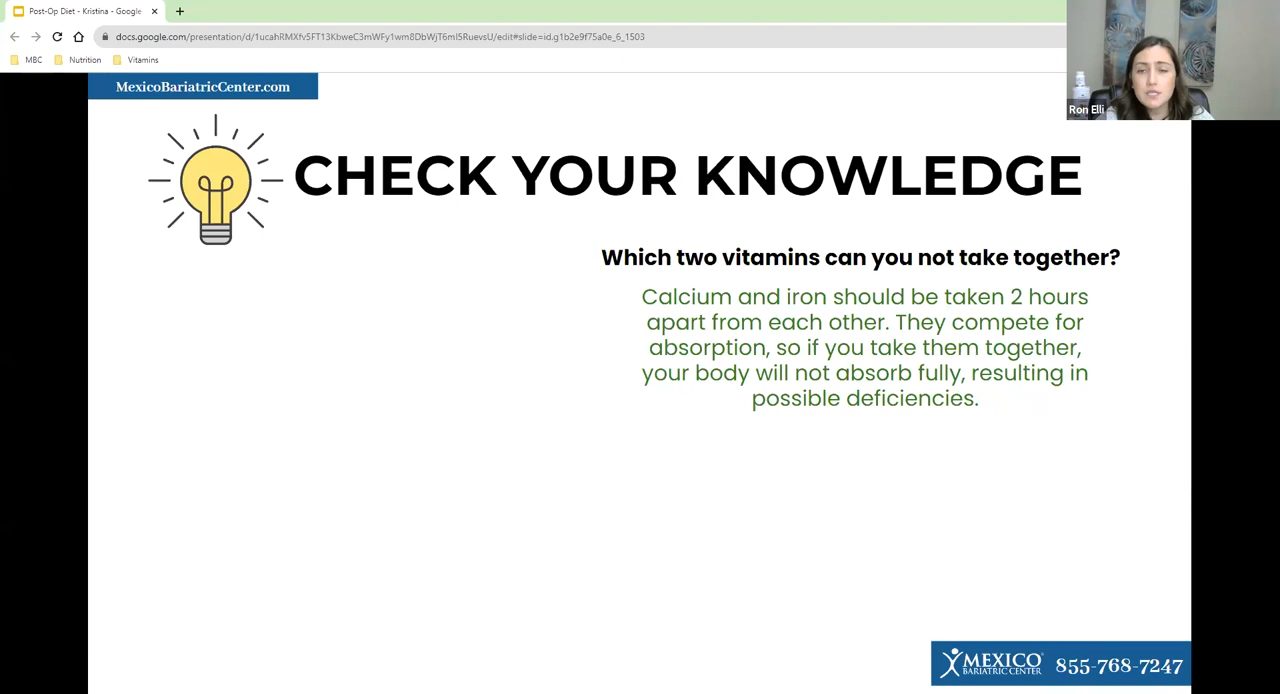 Post-Op Diet - Kristina - Google
docs.google.com/presentation/d/1ucahRMXfv5FT13KbweC3mWFy1wm8DbWjT6mI5RuevsU/edit#slide=id.g1b2e9f75a0e_6_1503
MBC Nutrition Vitamins
MexicoBariatricCenter.com
Ron Elli
CHECK YOUR KNOWLEDGE
Which two vitamins can you not take together?
Calcium and iron should be taken 2 hours
apart from each other. They compete for
absorption, so if you take them together,
your body will not absorb fully, resulting in
possible deficiencies.
MEXICO
BARIATRIC CENTER
855-768-7247